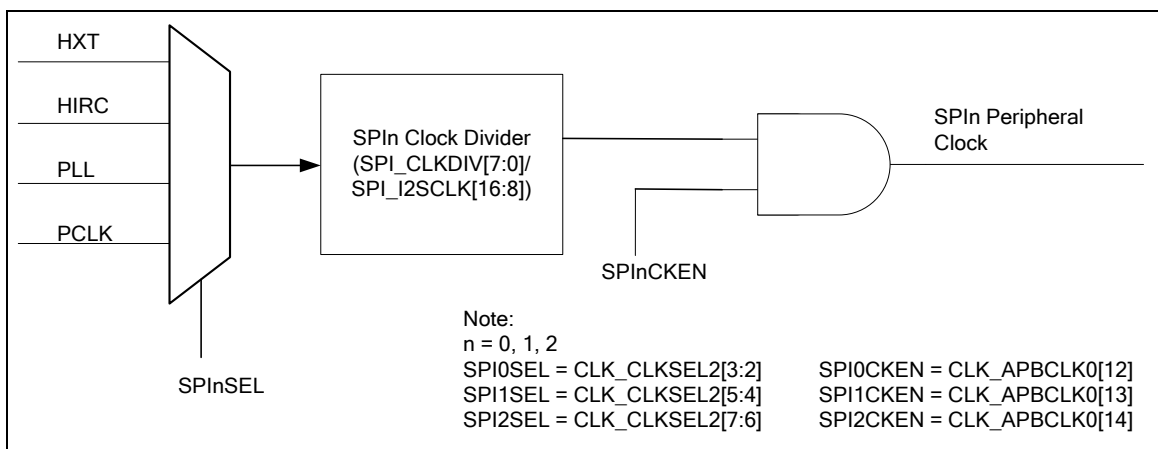 HXT
HIRC
PLL
PCLK
SPInSEL
SPIn Clock Divider
(SPI_CLKDIV[7:0]/
SPI_I2SCLK[16:8])
SPInCKEN
SPIn Peripheral
Clock
Note:
n = 0, 1, 2
SPI0SEL = CLK_CLKSEL2[3:2]
SPI1SEL = CLK_CLKSEL2[5:4]
SPI2SEL = CLK_CLKSEL2[7:6]
SPI0CKEN = CLK_APBCLK0[12]
SPI1CKEN = CLK_APBCLK0[13]
SPI2CKEN = CLK_APBCLK0[14]